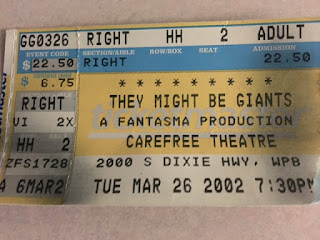 GG0326 RIGHT HH 2 ADULT
EVENT CODE SECTION/AISLE ROW/BOX SEAT ADMISSION
$ 22.50 RIGHT 22.50
$ 6.75 * * * * * * * * *
RIGHT THEY MIGHT BE GIANTS
VI 2X A FANTASMA PRODUCTION
HH 2 CAREFREE THEATRE
ZFS1728 2000 S DIXIE HWY, WPB
A 6MAR2 TUE MAR 26 2002 7:30PM